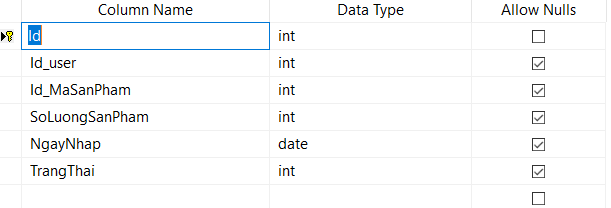 Column Name Data Type Allow Nulls
Id int
Id_user int
Id_MaSanPham int
SoLuongSanPham int
NgayNhap date
TrangThai int